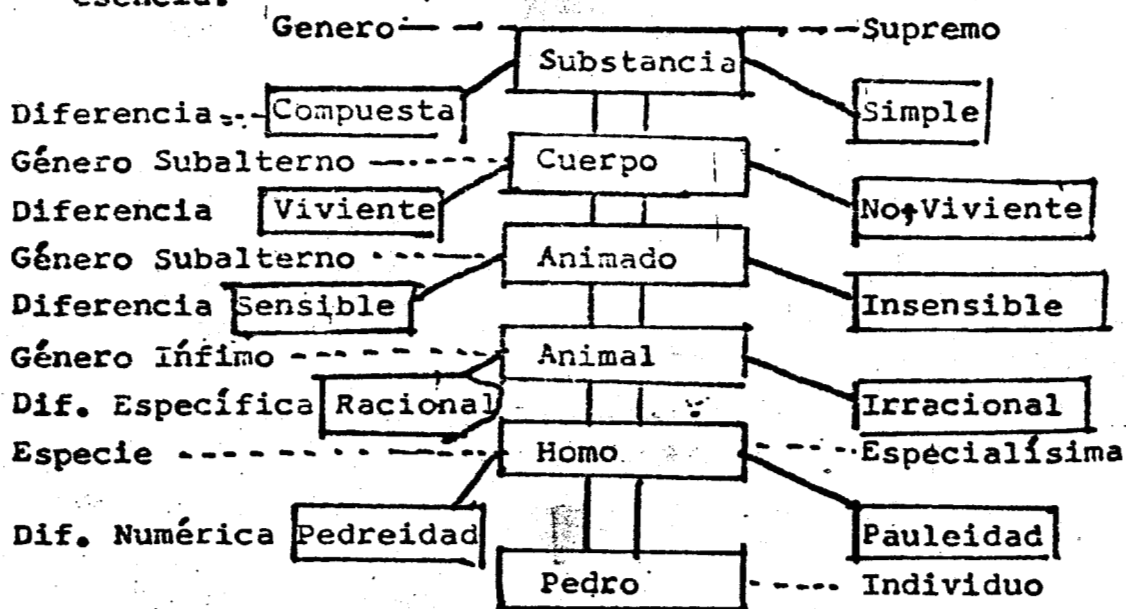 esencia.
Genero Supremo
Substancia
Diferencia Compuesta Simple
Género Subalterno Cuerpo
Diferencia Viviente No-Viviente
Género Subalterno Animado
Diferencia Sensible Insensible
Género Ínfimo Animal
Dif. Específica Racional Irracional
Especie Homo Especialísima
Dif. Numérica Pedreidad Pauleidad
Pedro Individuo